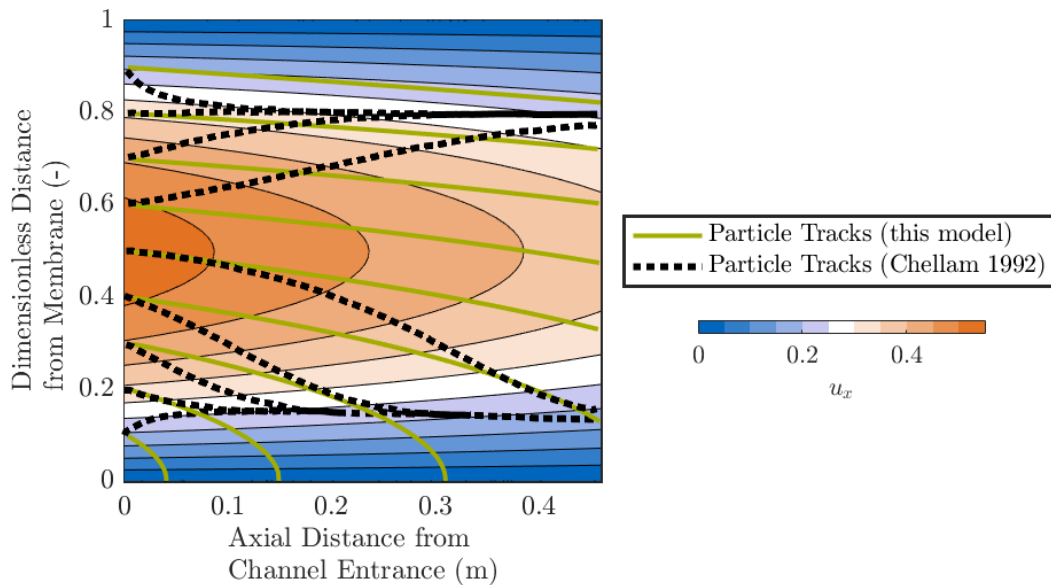 1
0.8
0.6
0.4
0.2
0
Dimensionless Distance
from Membrane (-)
0
0.1
0.2
0.3
0.4
Axial Distance from
Channel Entrance (m)
Particle Tracks (this model)
Particle Tracks (Chellam 1992)
0
0.2
0.4
u_x